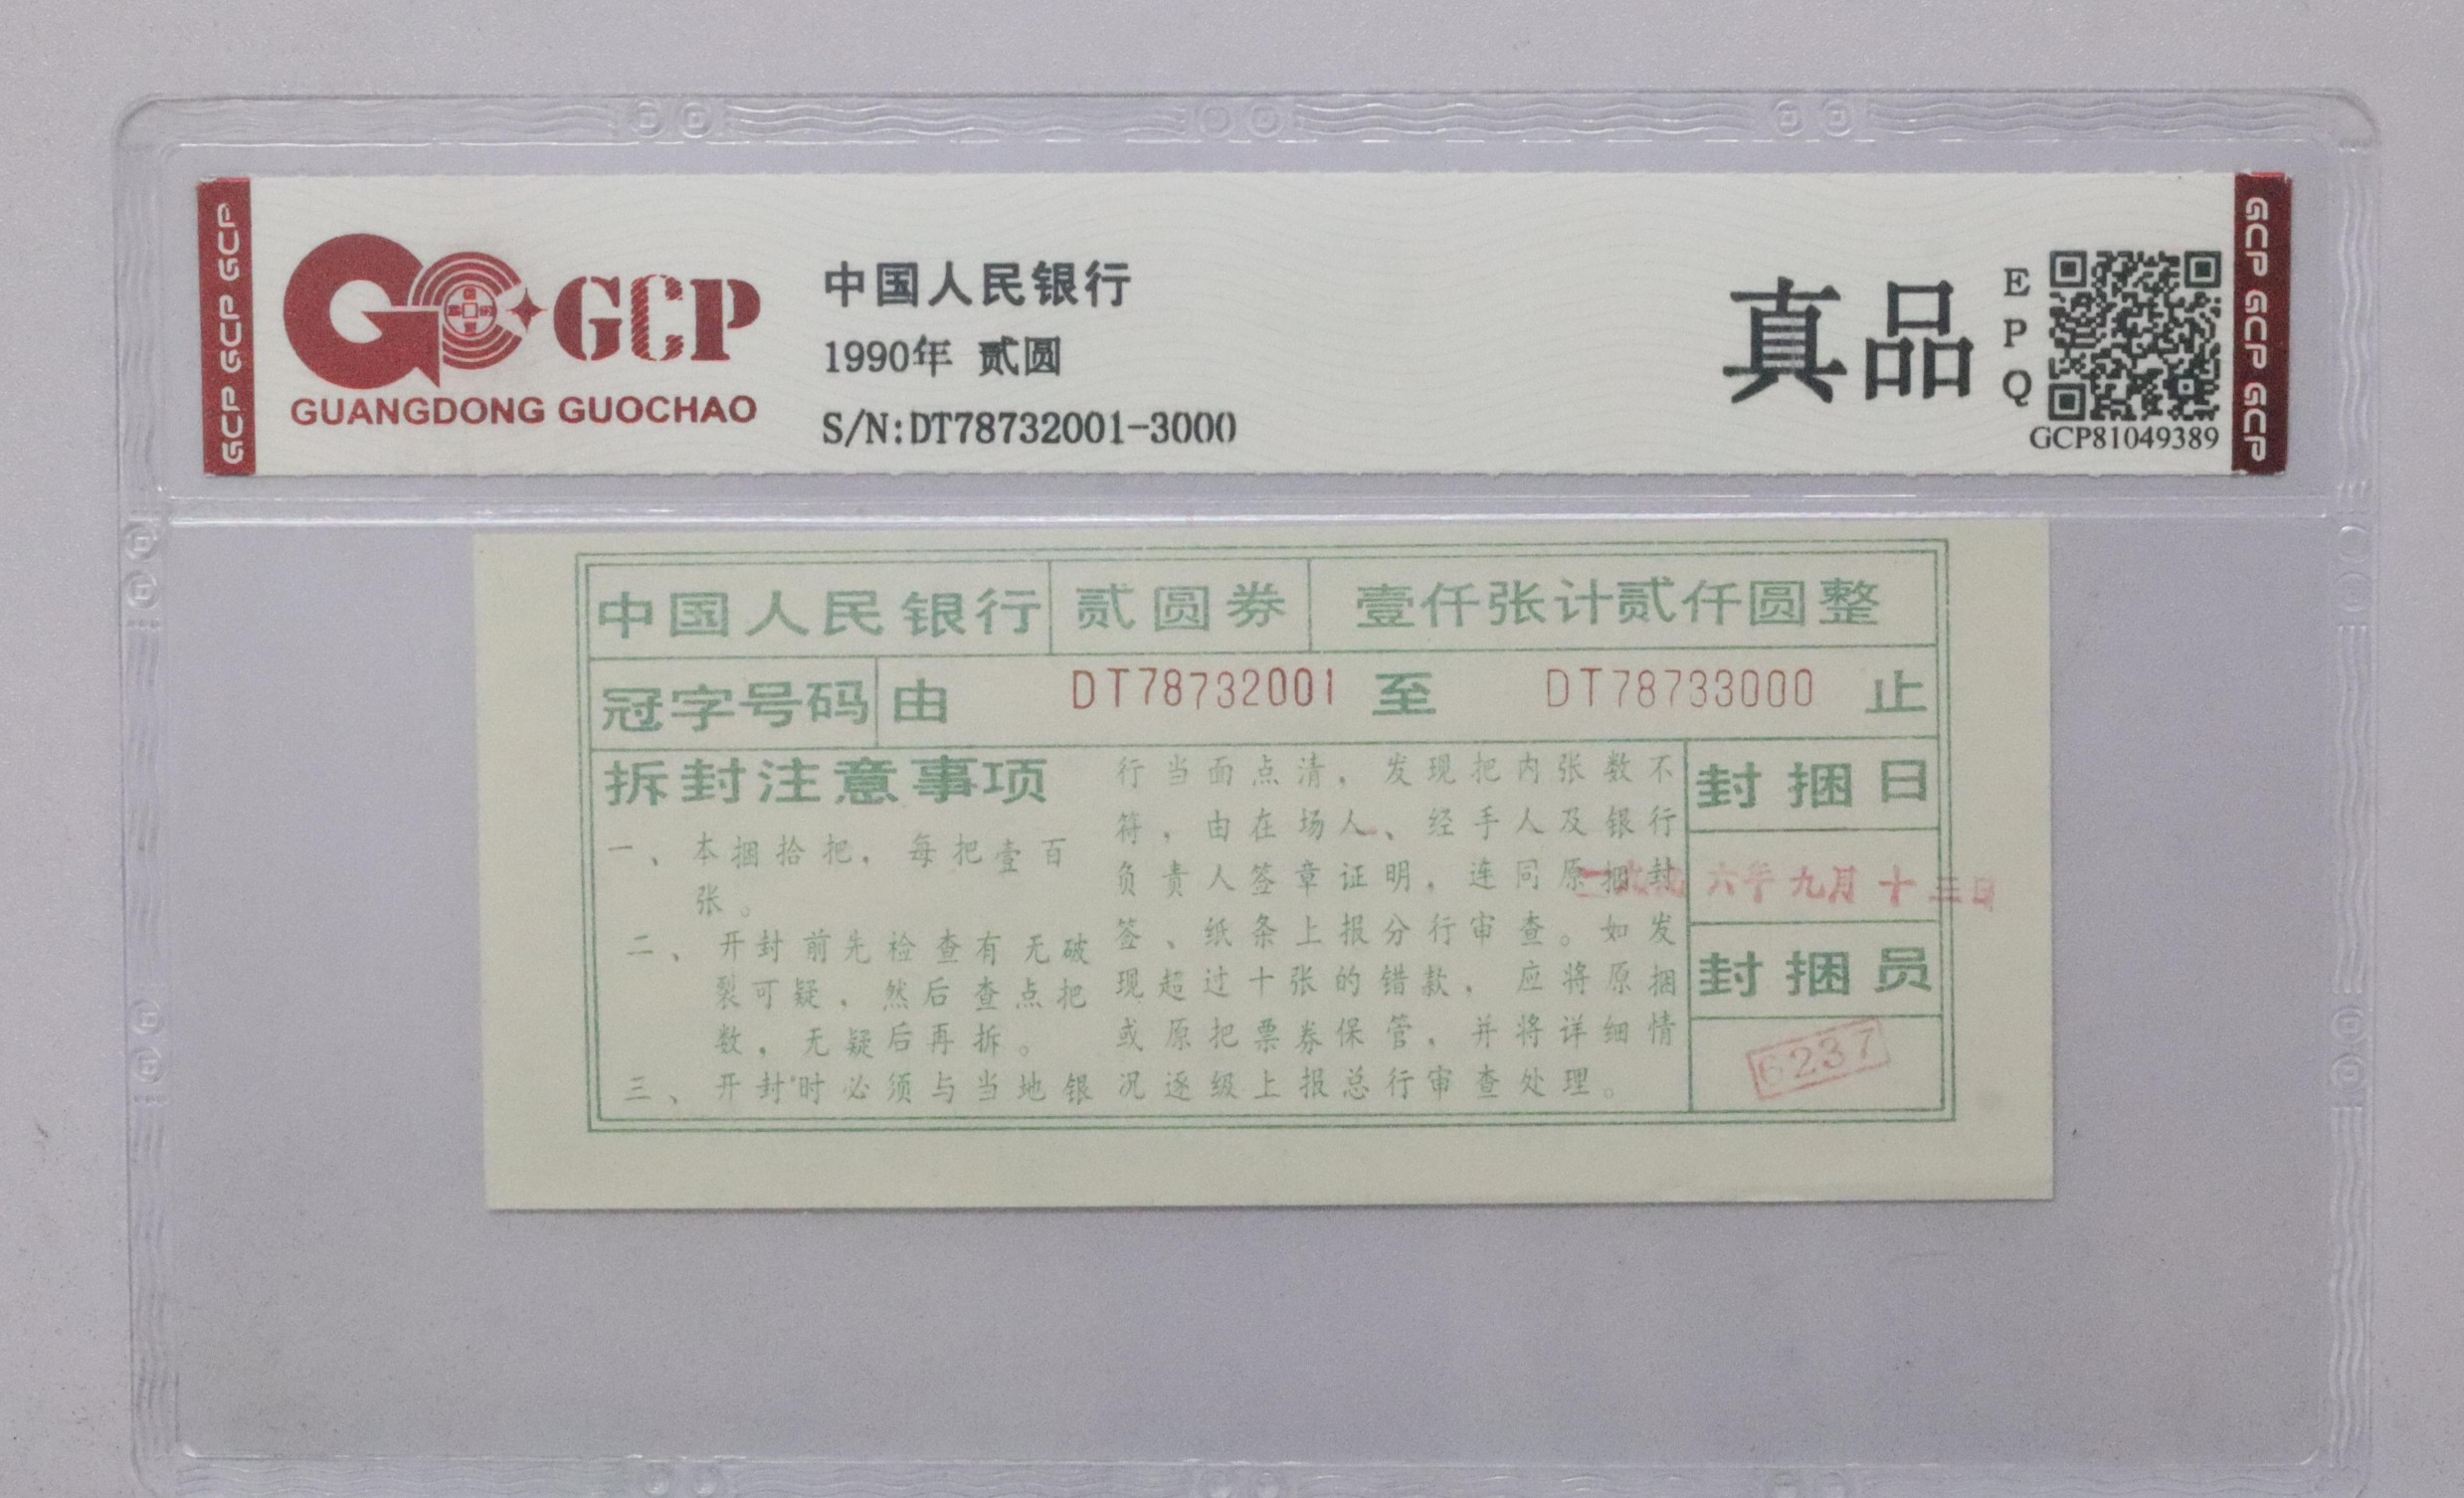 GCP GCP GCP
GCP
GUANGDONG GUOCHAO
中国人民银行
1990年 贰圆
S/N:DT78732001-3000
真品
EPQ
GCP81049389
GCP GCP GCP
中国人民银行 贰圆券 壹仟张计贰仟圆整
冠字号码 由 DT78732001 至 DT78733000 止
拆封注意事项
一、本捆拾把，每把壹百
张。
二、开封前先检查有无破
裂可疑，然后查点把
数，无疑后再拆。
三、开封时必须与当地银
行当面点清，发现把内张数不
符，由在场人、经手人及银行
负责人签章证明，连同原捆封
签、纸条上报分行审查。如发
现超过十张的错款，应将原捆
或原把票券保管，并将详细情
况逐级上报总行审查处理。
封捆日
六年九月十三日
封捆员
6237